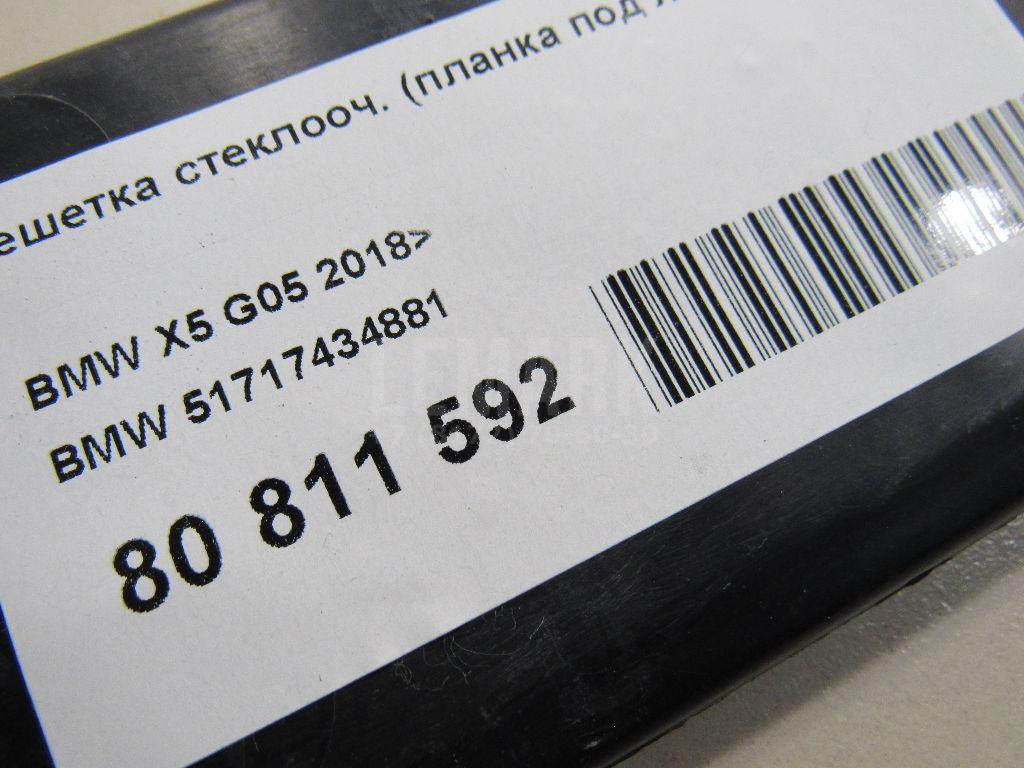 ешетка стеклооч. (планка под
BMW X5 G05 2018>
BMW 51717434881
80 811 592